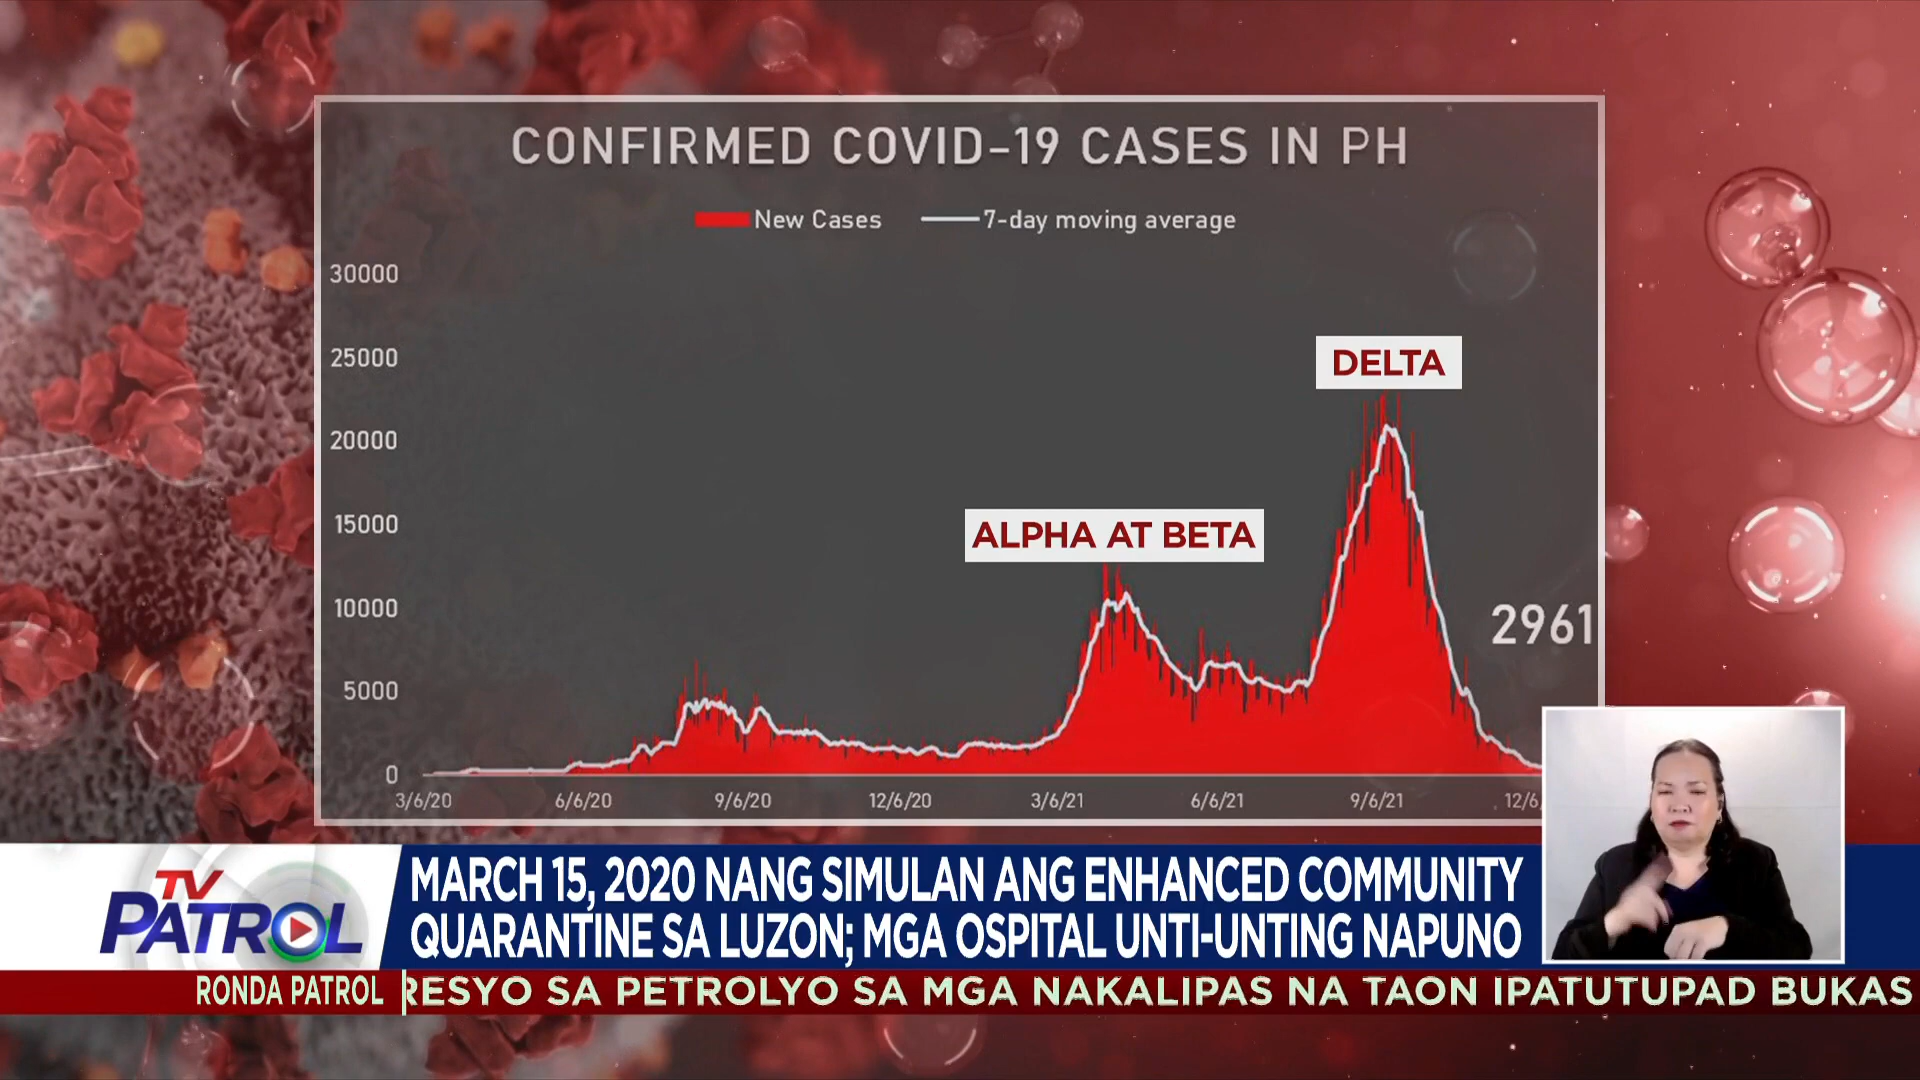 CONFIRMED COVID-19 CASES IN PH
New Cases
7-day moving average
30000
25000
20000
15000
10000
5000
0
DELTA
ALPHA AT BETA
2961
3/6/20
6/6/20
9/6/20
12/6/20
3/6/21
6/6/21
9/6/21
12/6/
TV PATROL
MARCH 15, 2020 NANG SIMULAN ANG ENHANCED COMMUNITY
QUARANTINE SA LUZON; MGA OSPITAL UNTI-UNTING NAPUNO
RONDA PATROL
RESYO SA PETROLYO SA MGA NAKALIPAS NA TAON IPATUTUPAD BUKAS